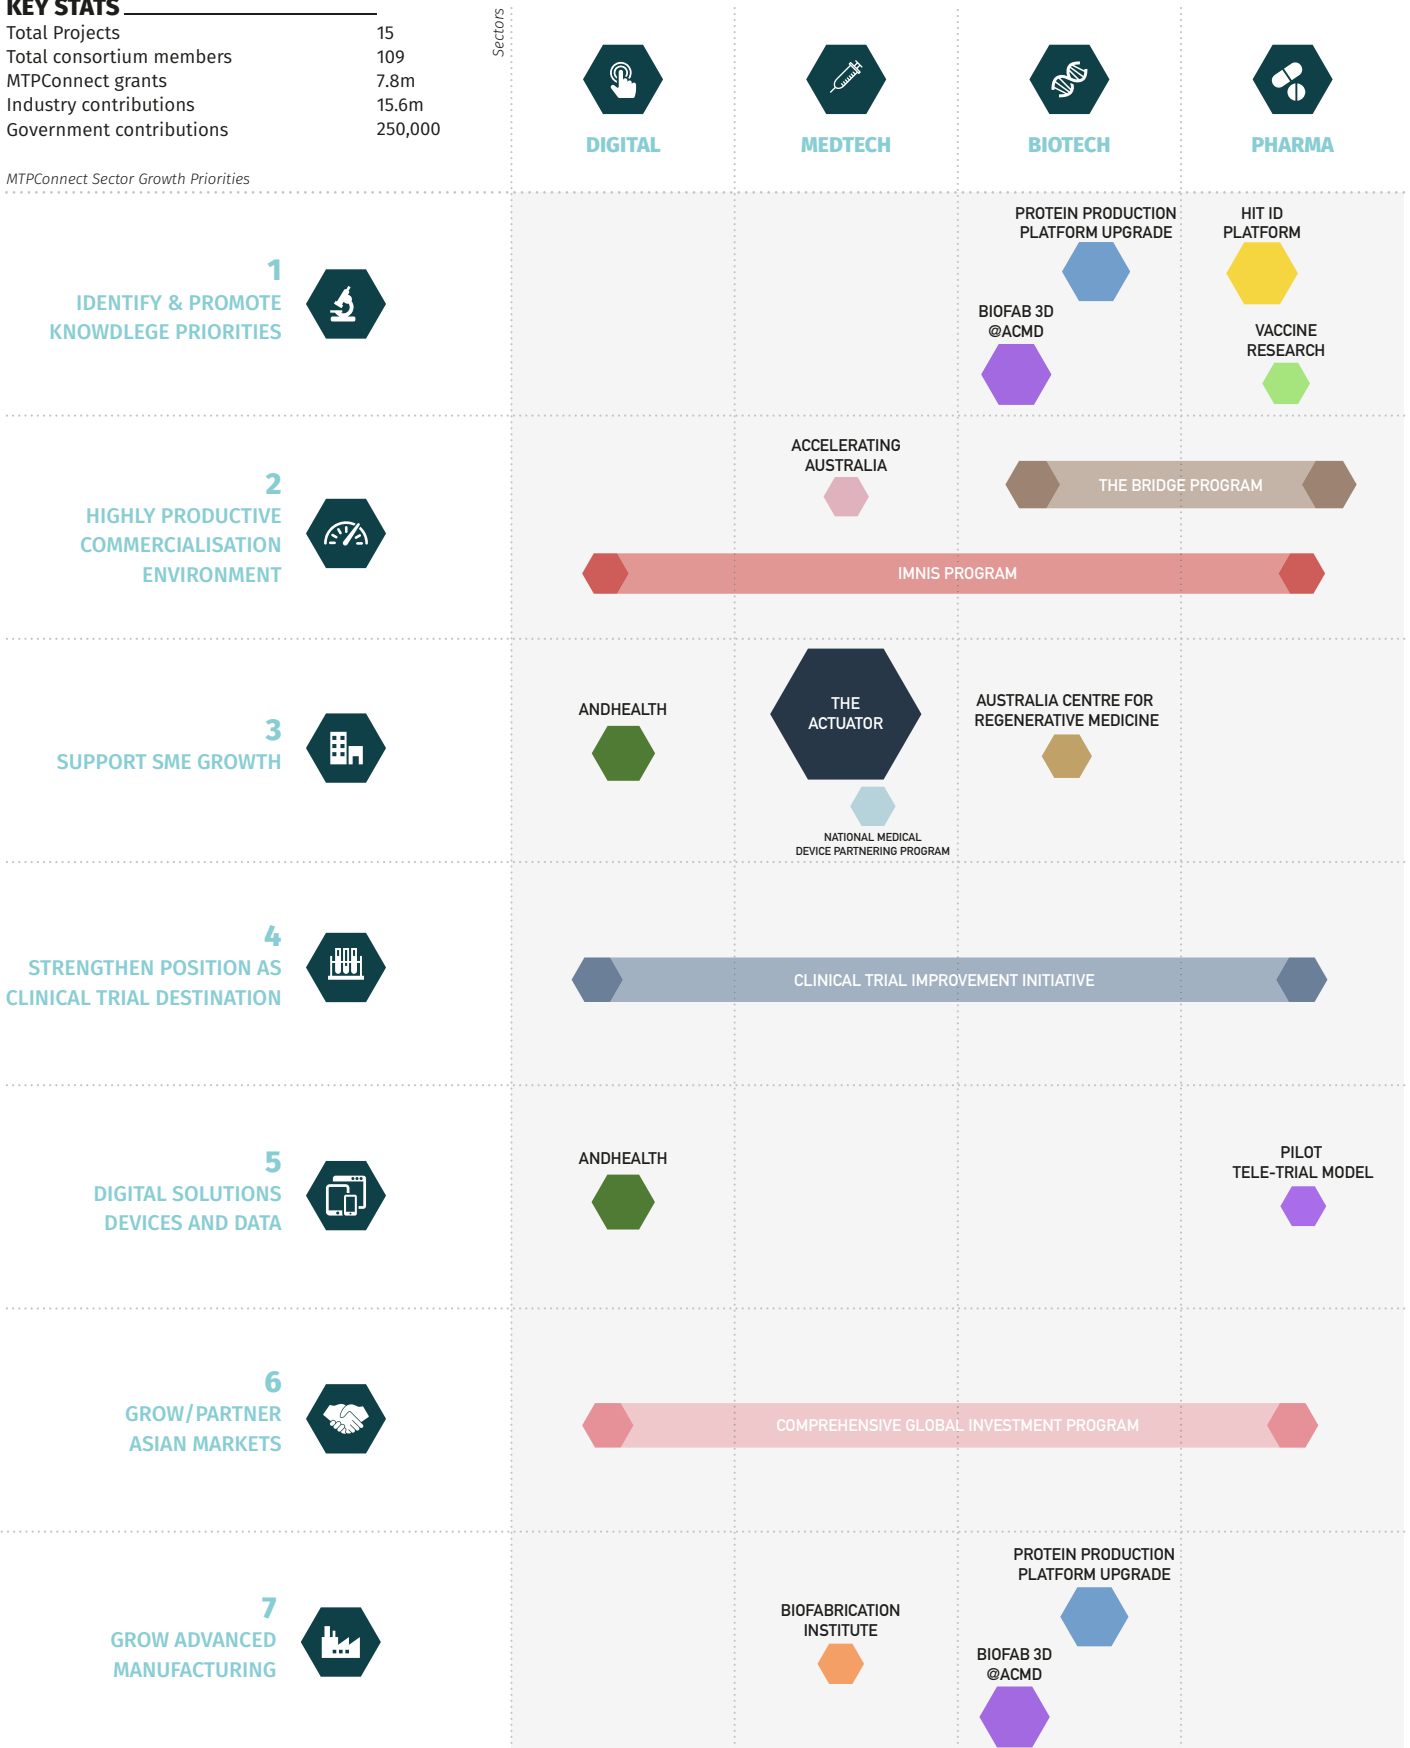 KEY STATS
Total Projects 15
Total consortium members 109
MTPConnect grants 7.8m
Industry contributions 15.6m
Government contributions 250,000
MTPConnect Sector Growth Priorities
Sectors
DIGITAL
MEDTECH
BIOTECH
PHARMA
1
IDENTIFY & PROMOTE
KNOWDLEGE PRIORITIES
PROTEIN PRODUCTION
PLATFORM UPGRADE
HIT ID
PLATFORM
BIOFAB 3D
@ACMD
VACCINE
RESEARCH
2
HIGHLY PRODUCTIVE
COMMERCIALISATION
ENVIRONMENT
ACCELERATING
AUSTRALIA
THE BRIDGE PROGRAM
IMNIS PROGRAM
3
SUPPORT SME GROWTH
ANDHEALTH
THE
ACTUATOR
AUSTRALIA CENTRE FOR
REGENERATIVE MEDICINE
NATIONAL MEDICAL
DEVICE PARTNERING PROGRAM
4
STRENGTHEN POSITION AS
CLINICAL TRIAL DESTINATION
CLINICAL TRIAL IMPROVEMENT INITIATIVE
5
DIGITAL SOLUTIONS
DEVICES AND DATA
ANDHEALTH
PILOT
TELE-TRIAL MODEL
6
GROW/PARTNER
ASIAN MARKETS
COMPREHENSIVE GLOBAL INVESTMENT PROGRAM
7
GROW ADVANCED
MANUFACTURING
BIOFABRICATION
INSTITUTE
PROTEIN PRODUCTION
PLATFORM UPGRADE
BIOFAB 3D
@ACMD